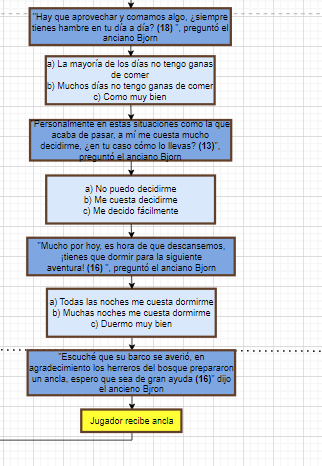 "Hay que aprovechar y comamos algo, ¿siempre
tienes hambre en tu día a día? (18) ", preguntó el
anciano Bjorn
a) La mayoría de los días no tengo ganas
de comer
b) Muchos días no tengo ganas de comer
c) Como muy bien
"Personalmente en estas situaciones como la que
acaba de pasar, a mí me cuesta mucho
decidirme, ¿en tu caso cómo lo llevas? (13)",
preguntó el anciano Bjorn
a) No puedo decidirme
b) Me cuesta decidirme
c) Me decido fácilmente
"Mucho por hoy, es hora de que descansemos,
¡tienes que dormir para la siguiente
aventura! (16) ", preguntó el anciano Bjorn
a) Todas las noches me cuesta dormirme
b) Muchas noches me cuesta dormirme
c) Duermo muy bien
"Escuché que su barco se averió, en
agradecimiento los herreros del bosque prepararon
un ancla, espero que sea de gran ayuda (16)" dijo
el anciano Bjron
Jugador recibe ancla